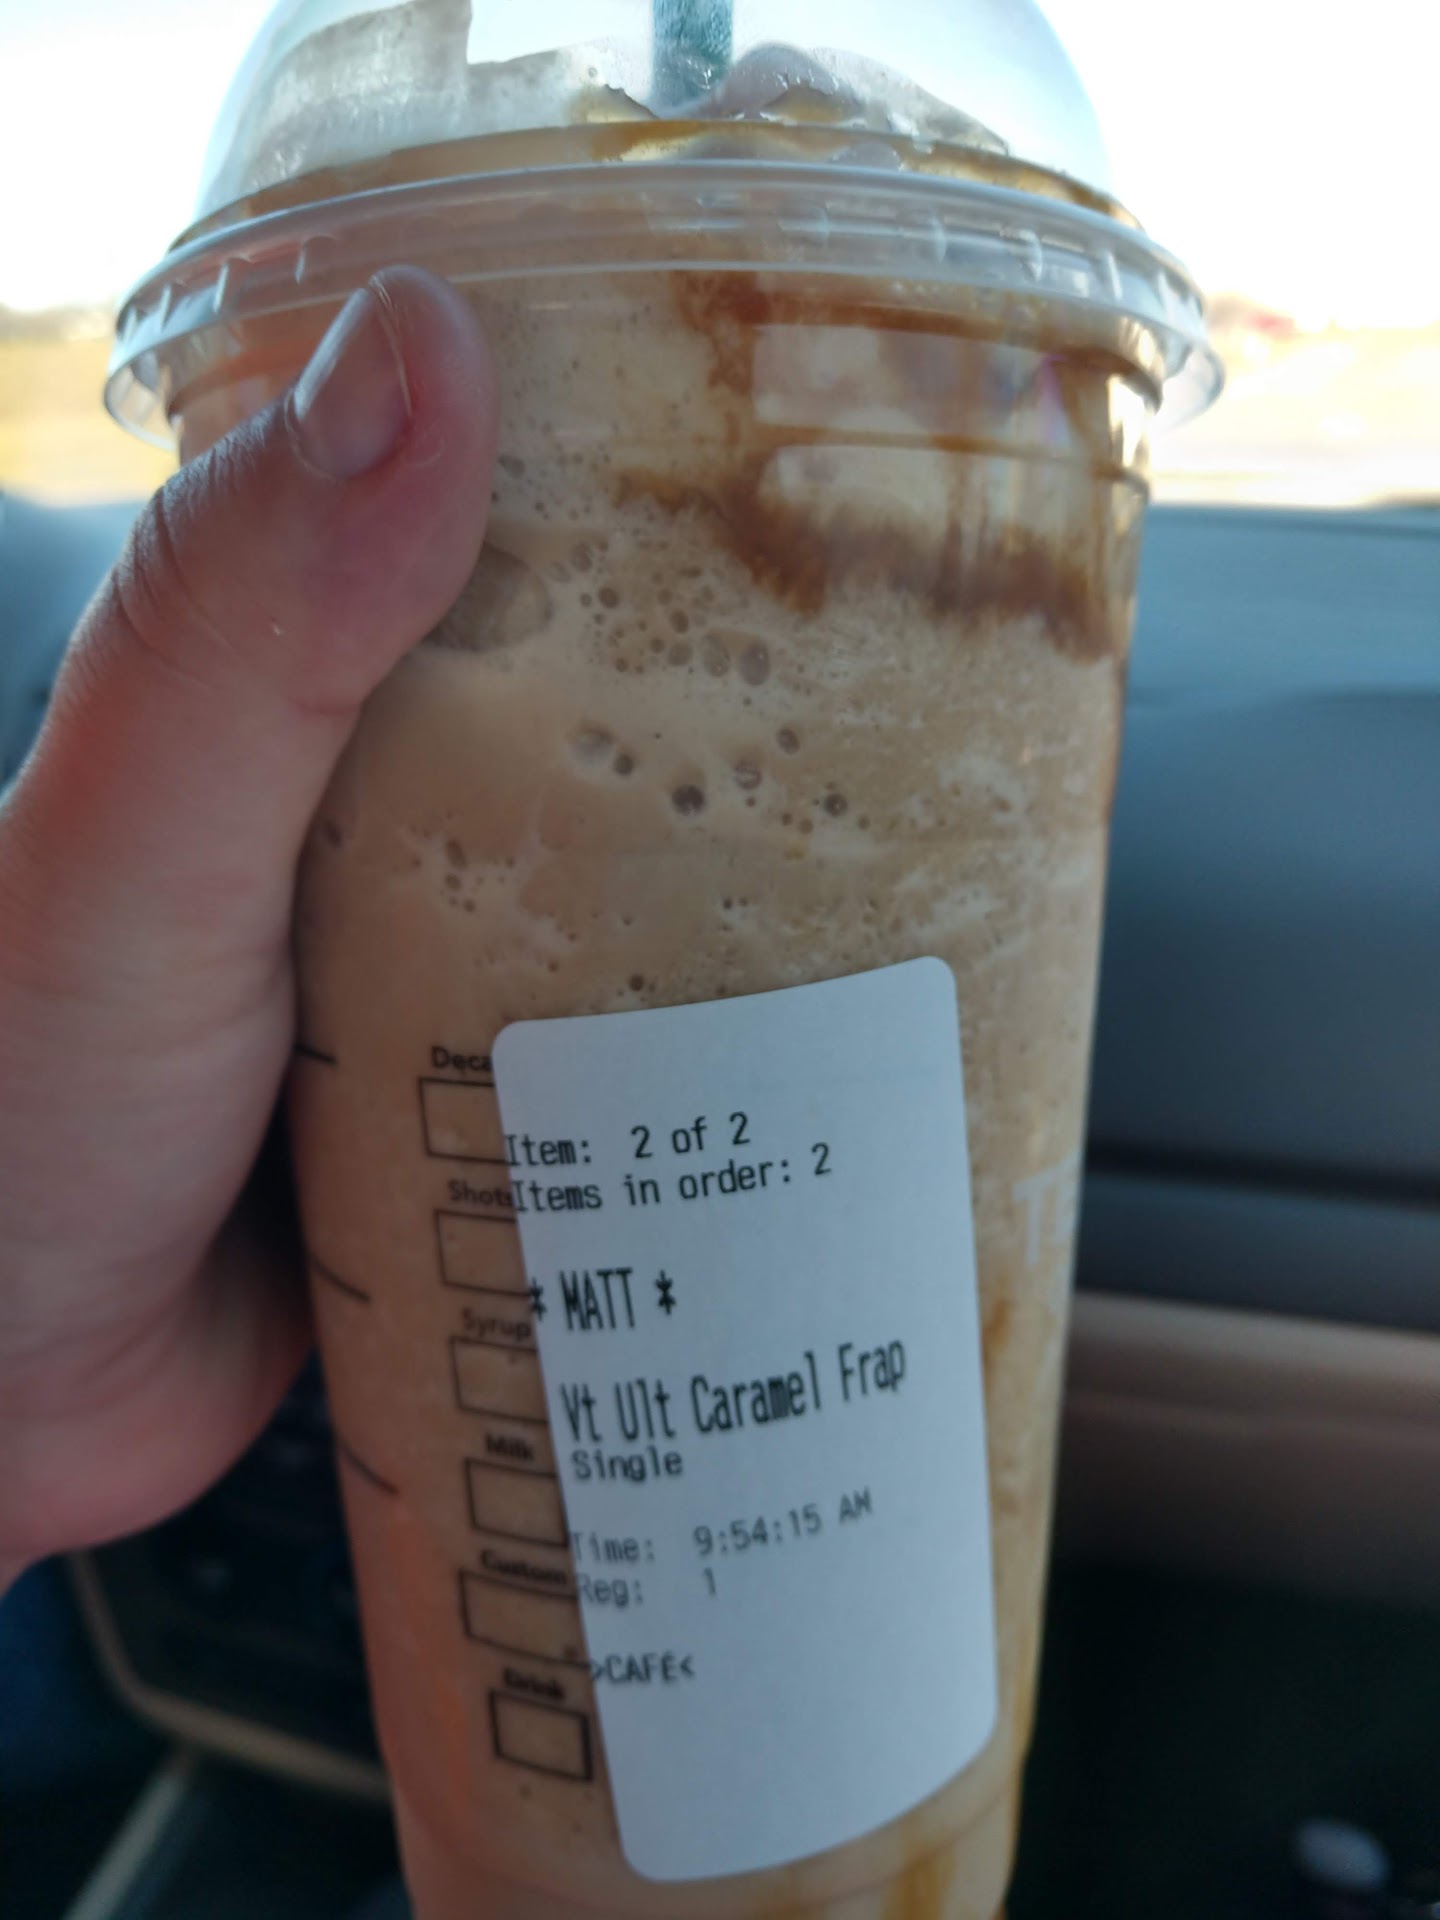 Deca
Shots
Syrup
Milk
Custom
Drink
Item: 2 of 2
Items in order: 2
* MATT *
Vt Ult Caramel Frap
Single
Time: 9:54:15 AM
Reg: 1
>CAFE<